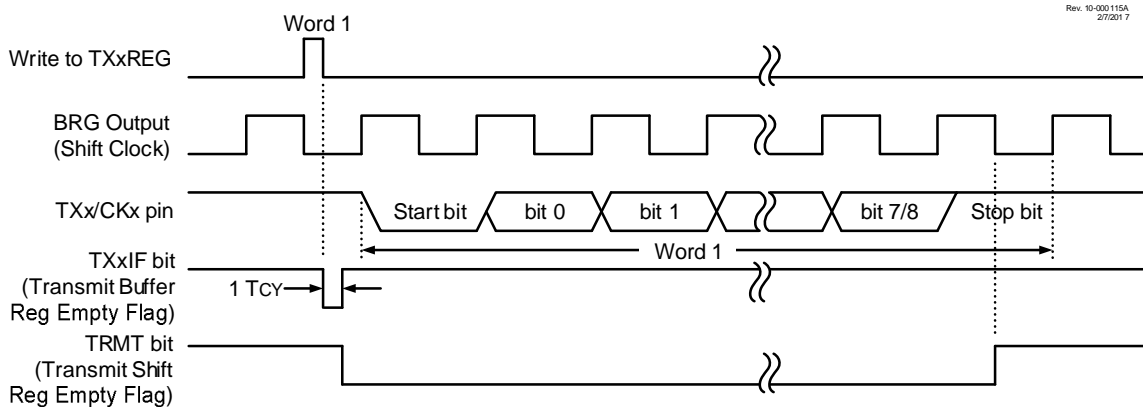 Rev. 10-000115A
2/7/2017
Word 1
Write to TXxREG
BRG Output
(Shift Clock)
TXx/CKx pin
Start bit
bit 0
bit 1
bit 7/8
Stop bit
Word 1
TXxIF bit
(Transmit Buffer
Reg Empty Flag)
1 TCY
TRMT bit
(Transmit Shift
Reg Empty Flag)